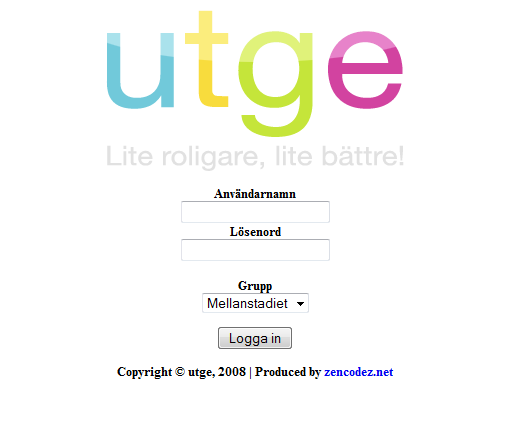 utge
Lite roligare, lite bättre!
Användarnamn
Lösenord
Grupp
Mellanstadiet
Logga in
Copyright © utge, 2008 | Produced by zencodez.net